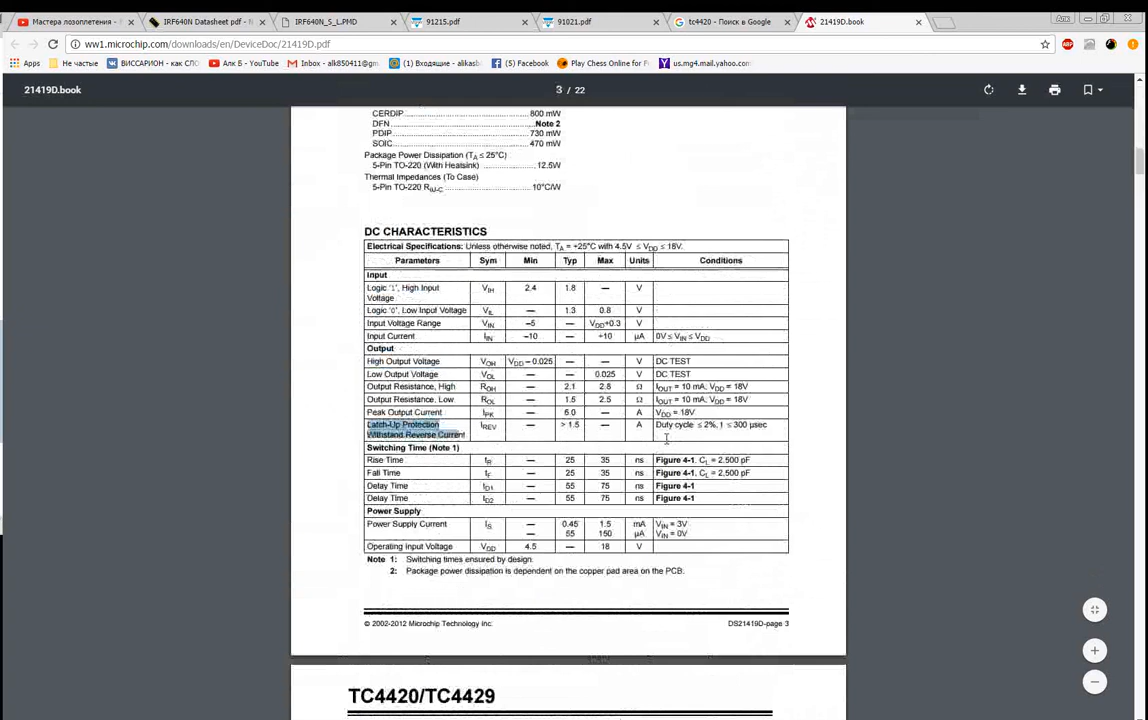 Мастера лозоплетения
IRF640N Datasheet pdf -
IRF640N_S_L.PMD
91215.pdf
91021.pdf
tc4420 - Поиск в Google
21419D.book
ww1.microchip.com/downloads/en/DeviceDoc/21419D.pdf
ABP
Apps Не частые ВИССАРИОН - как СЛО Алк Б - YouTube Inbox - alk850411@gm (1) Входящие - alikasb (5) Facebook Play Chess Online for us.mg4.mail.yahoo.com
21419D.book 3 / 22
CERDIP 800 mW
DFN Note 2
PDIP 730 mW
SOIC 470 mW
Package Power Dissipation (TA ≤ 25°C)
5-Pin TO-220 (With Heatsink) 12.5W
Thermal Impedances (To Case)
5-Pin TO-220 RθJ-C 10°C/W
DC CHARACTERISTICS
Electrical Specifications: Unless otherwise noted, TA = +25°C with 4.5V ≤ VDD ≤ 18V.
Parameters Sym Min Typ Max Units Conditions
Input
Logic '1', High Input Voltage VIH 2.4 1.8 — V
Logic '0', Low Input Voltage VIL — 1.3 0.8 V
Input Voltage Range VIN –5 — VDD+0.3 V
Input Current IIN –10 — +10 µA 0V ≤ VIN ≤ VDD
Output
High Output Voltage VOH VDD – 0.025 — — V DC TEST
Low Output Voltage VOL — — 0.025 V DC TEST
Output Resistance, High ROH — 2.1 2.8 Ω IOUT = 10 mA, VDD = 18V
Output Resistance, Low ROL — 1.5 2.5 Ω IOUT = 10 mA, VDD = 18V
Peak Output Current IPK — 6.0 — A VDD = 18V
Latch-Up Protection Withstand Reverse Current IREV — > 1.5 — A Duty cycle ≤ 2%, t ≤ 300 µsec
Switching Time (Note 1)
Rise Time tR — 25 35 ns Figure 4-1, CL = 2,500 pF
Fall Time tF — 25 35 ns Figure 4-1, CL = 2,500 pF
Delay Time tD1 — 55 75 ns Figure 4-1
Delay Time tD2 — 55 75 ns Figure 4-1
Power Supply
Power Supply Current IS — 0.45 1.5 mA VIN = 3V
— 55 150 µA VIN = 0V
Operating Input Voltage VDD 4.5 — 18 V
Note 1: Switching times ensured by design.
2: Package power dissipation is dependent on the copper pad area on the PCB.
© 2002-2012 Microchip Technology Inc. DS21419D-page 3
TC4420/TC4429